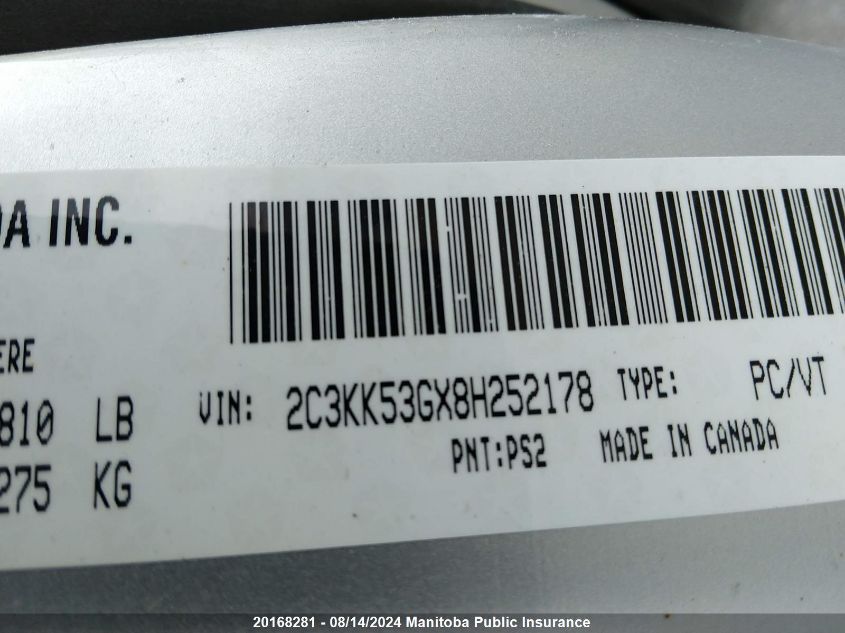 DA INC.
ERE
810 LB
275 KG
VIN: 2C3KK53GX8H252178 TYPE: PC/VT
PNT:PS2 MADE IN CANADA
20168281 - 08/14/2024 Manitoba Public Insurance